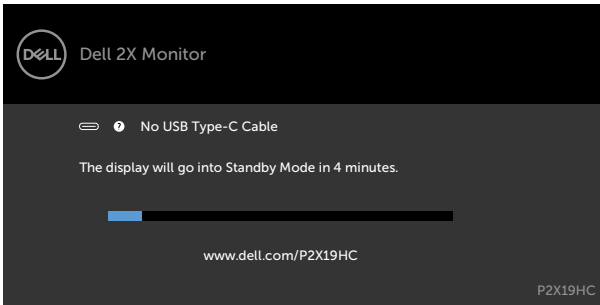 DELL
Dell 2X Monitor
? No USB Type-C Cable
The display will go into Standby Mode in 4 minutes.
www.dell.com/P2X19HC
P2X19HC